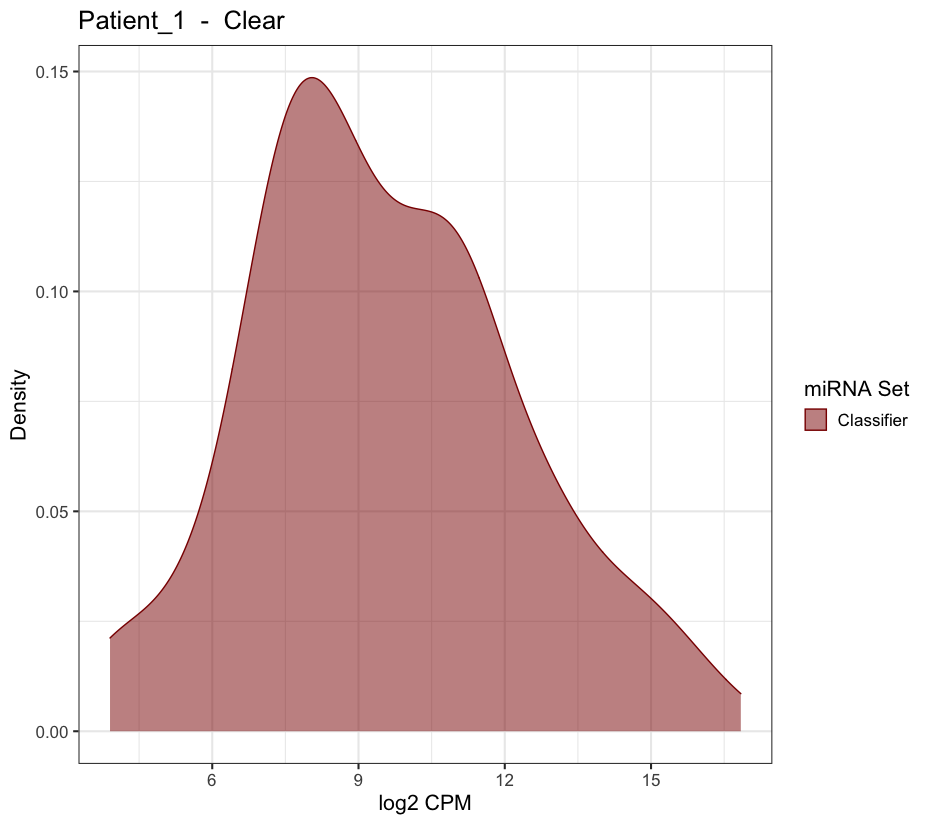 Patient_1  -  Clear
0.15
0.10
0.05
0.00
Density
6 9 12 15
log2 CPM
miRNA Set
Classifier